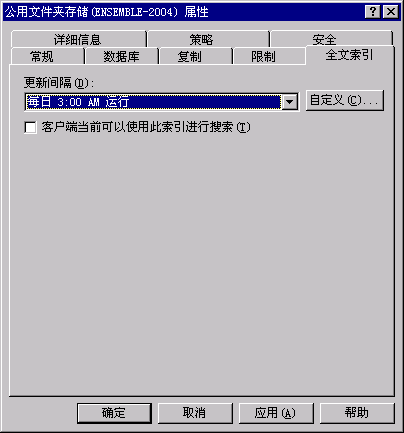 公用文件夹存储(ENSEMBLE-2004) 属性
详细信息 策略 安全
常规 数据库 复制 限制 全文索引
更新间隔(D):
每日 3:00 AM 运行 自定义(C)...
客户端当前可以使用此索引进行搜索(I)
确定 取消 应用(A) 帮助